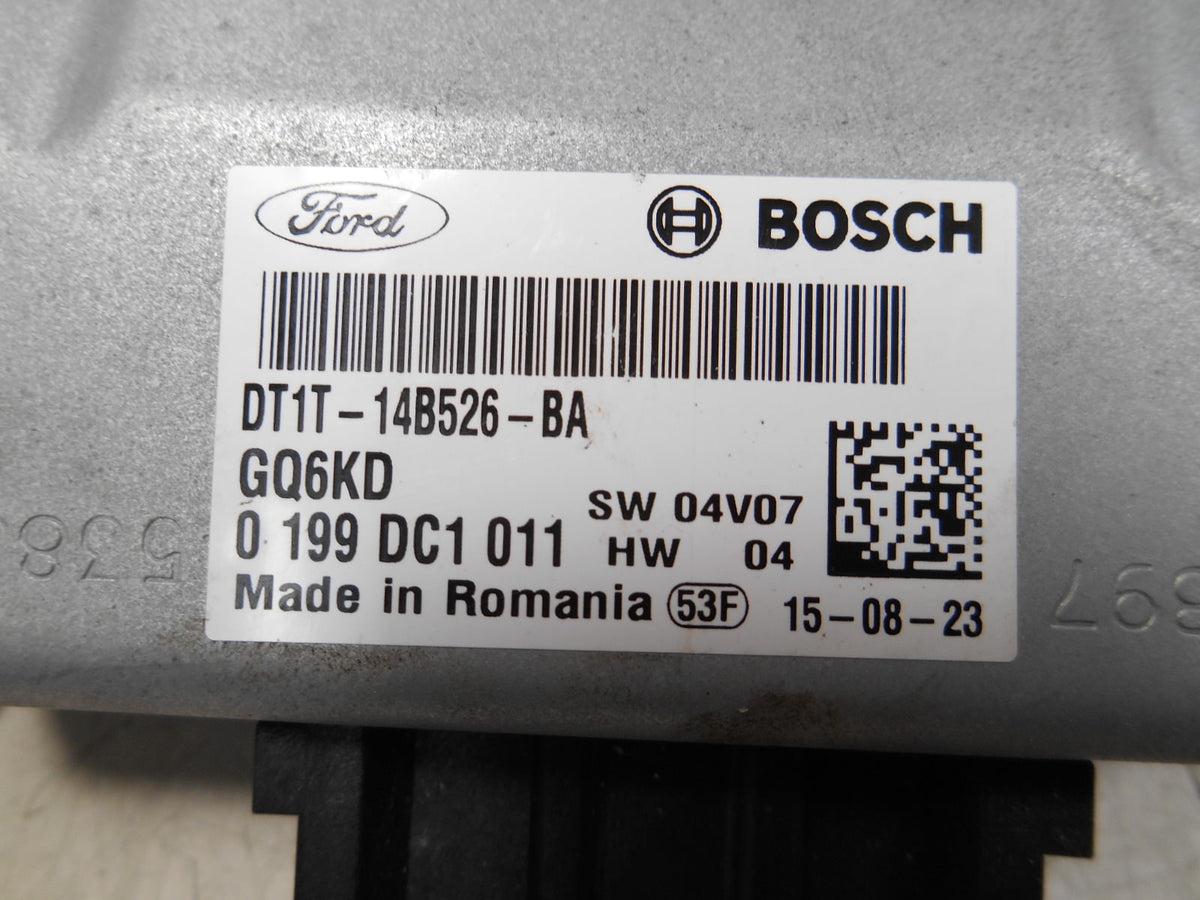 Ford
BOSCH
DT1T-14B526-BA
GQ6KD
SW 04V07
0 199 DC1 011
HW 04
Made in Romania 53F 15-08-23